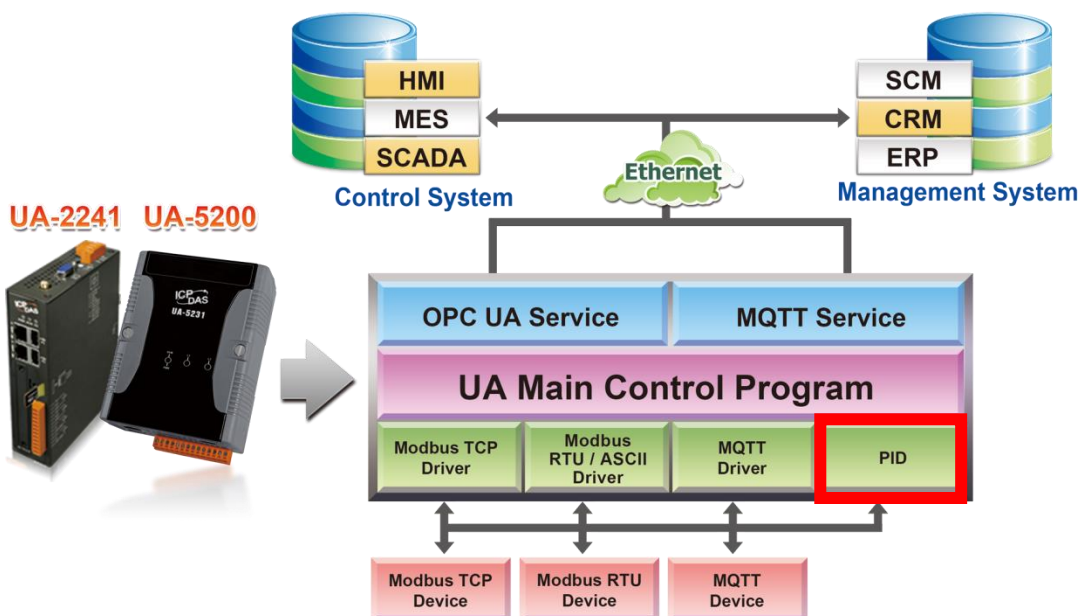 HMI
MES
SCADA
Control System
SCM
CRM
ERP
Management System
Ethernet
UA-2241 UA-5200
ICP
DAS
ICP
DAS
UA-5231
OPC UA Service
MQTT Service
UA Main Control Program
Modbus TCP
Driver
Modbus
RTU / ASCII
Driver
MQTT
Driver
PID
Modbus TCP
Device
Modbus RTU
Device
MQTT
Device